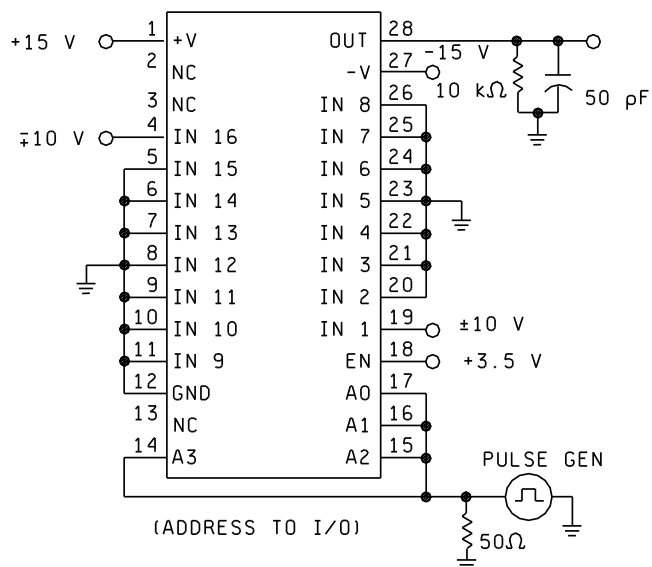 1 28
+15 V +V OUT
2 -15 V 27
NC -V
3 26 10 kΩ 50 pF
NC IN 8
4 25
∓10 V IN 16 IN 7
5 24
IN 15 IN 6
6 23
IN 14 IN 5
7 22
IN 13 IN 4
8 21
IN 12 IN 3
9 20
IN 11 IN 2
10 19
IN 10 IN 1 ±10 V
11 18
IN 9 EN +3.5 V
12 17
GND A0
13 16
NC A1
14 15
A3 A2
PULSE GEN
(ADDRESS TO I/O)
50Ω